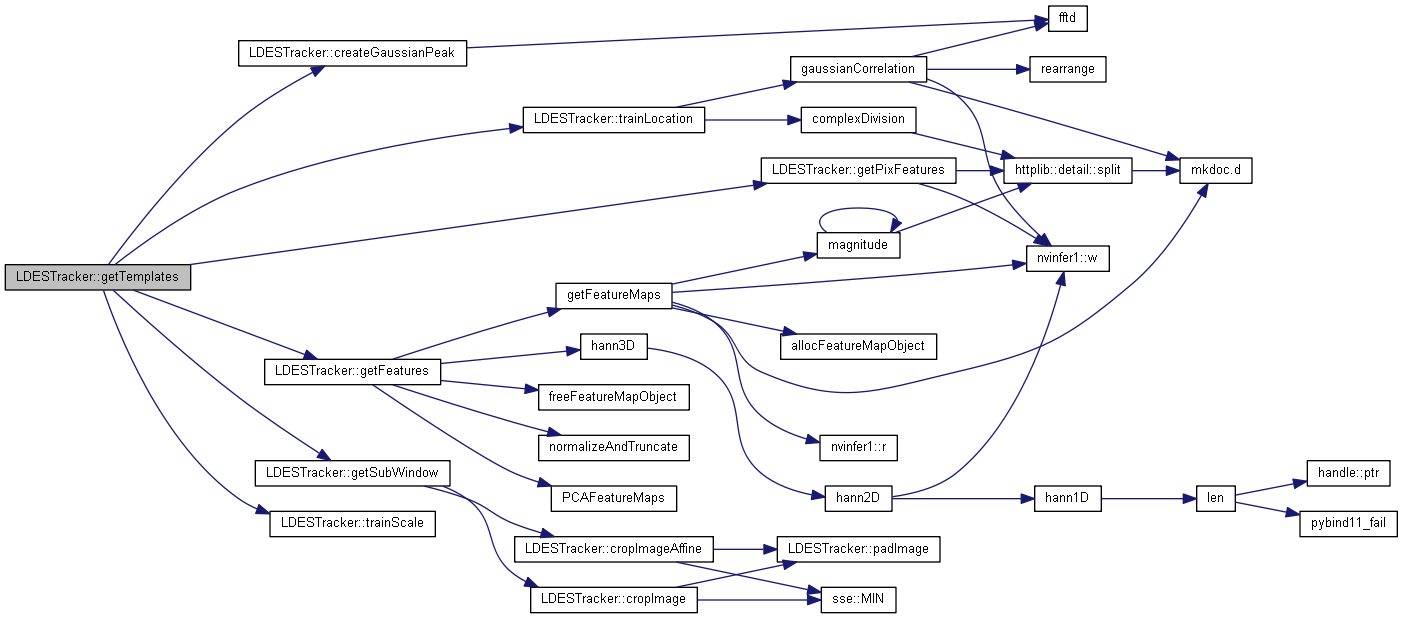 LDESTracker::getTemplates
LDESTracker::createGaussianPeak
LDESTracker::trainLocation
LDESTracker::getPixFeatures
LDESTracker::getFeatures
LDESTracker::getSubWindow
LDESTracker::trainScale
gaussianCorrelation
complexDivision
fftd
rearrange
httplib::detail::split
mkdoc.d
magnitude
nvinfer1::w
getFeatureMaps
allocFeatureMapObject
hann3D
freeFeatureMapObject
normalizeAndTruncate
PCAFeatureMaps
nvinfer1::r
hann2D
hann1D
len
handle::ptr
pybind11_fail
LDESTracker::cropImageAffine
LDESTracker::cropImage
LDESTracker::padImage
sse::MIN